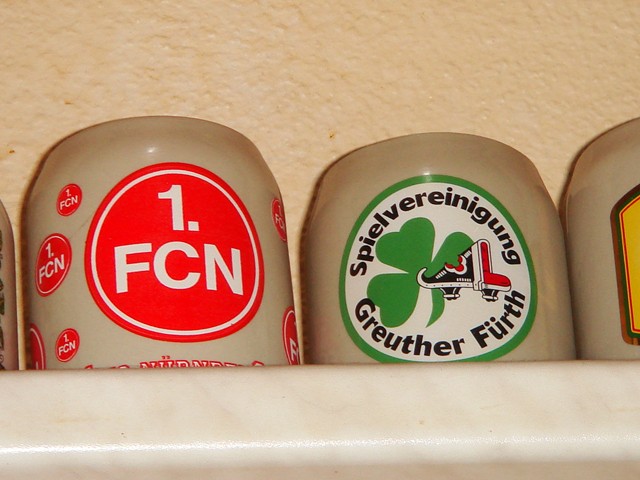 1.
FCN
1.
FCN
1.
FCN
1.
FCN
Spielvereinigung
Greuther Fürth